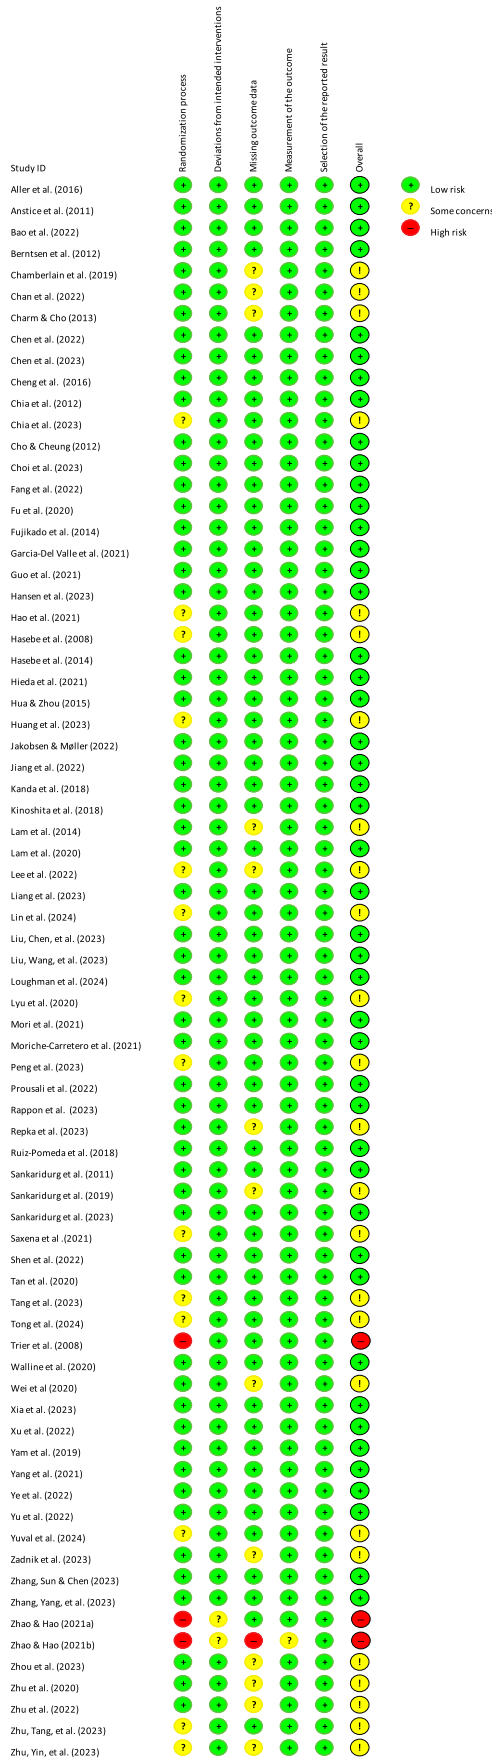 Randomization process
Deviations from intended interventions
Missing outcome data
Measurement of the outcome
Selection of the reported result
Overall
Study ID
Low risk
Some concerns
High risk
Aller et al. (2016)
Anstice et al. (2011)
Bao et al. (2022)
Berntsen et al. (2012)
Chamberlain et al. (2019)
Chan et al. (2022)
Charm & Cho (2013)
Chen et al. (2022)
Chen et al. (2023)
Cheng et al. (2016)
Chia et al. (2012)
Chia et al. (2023)
Cho & Cheung (2012)
Choi et al. (2023)
Fang et al. (2022)
Fu et al. (2020)
Fujikado et al. (2014)
Garcia-Del Valle et al. (2021)
Guo et al. (2021)
Hansen et al. (2023)
Hao et al. (2021)
Hasebe et al. (2008)
Hasebe et al. (2014)
Hieda et al. (2021)
Hua & Zhou (2015)
Huang et al. (2023)
Jakobsen & Møller (2022)
Jiang et al. (2022)
Kanda et al. (2018)
Kinoshita et al. (2018)
Lam et al. (2014)
Lam et al. (2020)
Lee et al. (2022)
Liang et al. (2023)
Lin et al. (2024)
Liu, Chen, et al. (2023)
Liu, Wang, et al. (2023)
Loughman et al. (2024)
Lyu et al. (2020)
Mori et al. (2021)
Moriche-Carretero et al. (2021)
Peng et al. (2023)
Prousali et al. (2022)
Rappon et al. (2023)
Repka et al. (2023)
Ruiz-Pomeda et al. (2018)
Sankaridurg et al. (2011)
Sankaridurg et al. (2019)
Sankaridurg et al. (2023)
Saxena et al .(2021)
Shen et al. (2022)
Tan et al. (2020)
Tang et al. (2023)
Tong et al. (2024)
Trier et al. (2008)
Walline et al. (2020)
Wei et al (2020)
Xia et al. (2023)
Xu et al. (2022)
Yam et al. (2019)
Yang et al. (2021)
Ye et al. (2022)
Yu et al. (2022)
Yuval et al. (2024)
Zadnik et al. (2023)
Zhang, Sun & Chen (2023)
Zhang, Yang, et al. (2023)
Zhao & Hao (2021a)
Zhao & Hao (2021b)
Zhou et al. (2023)
Zhu et al. (2020)
Zhu et al. (2022)
Zhu, Tang, et al. (2023)
Zhu, Yin, et al. (2023)